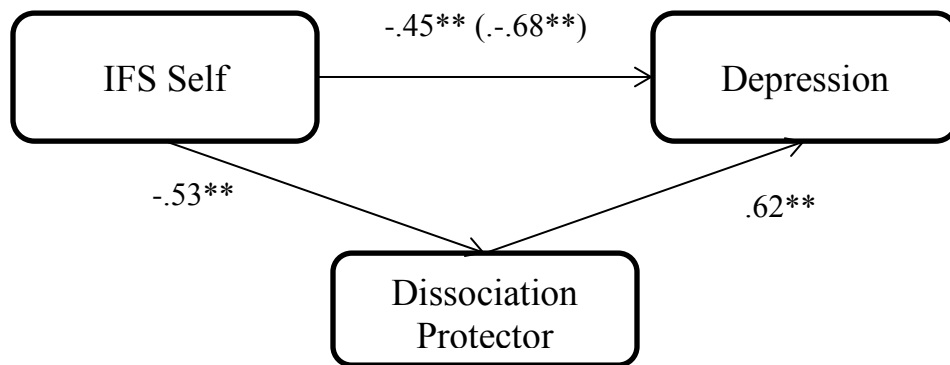 -.45** (.-.68**)
IFS Self
Depression
-.53**
.62**
Dissociation
Protector